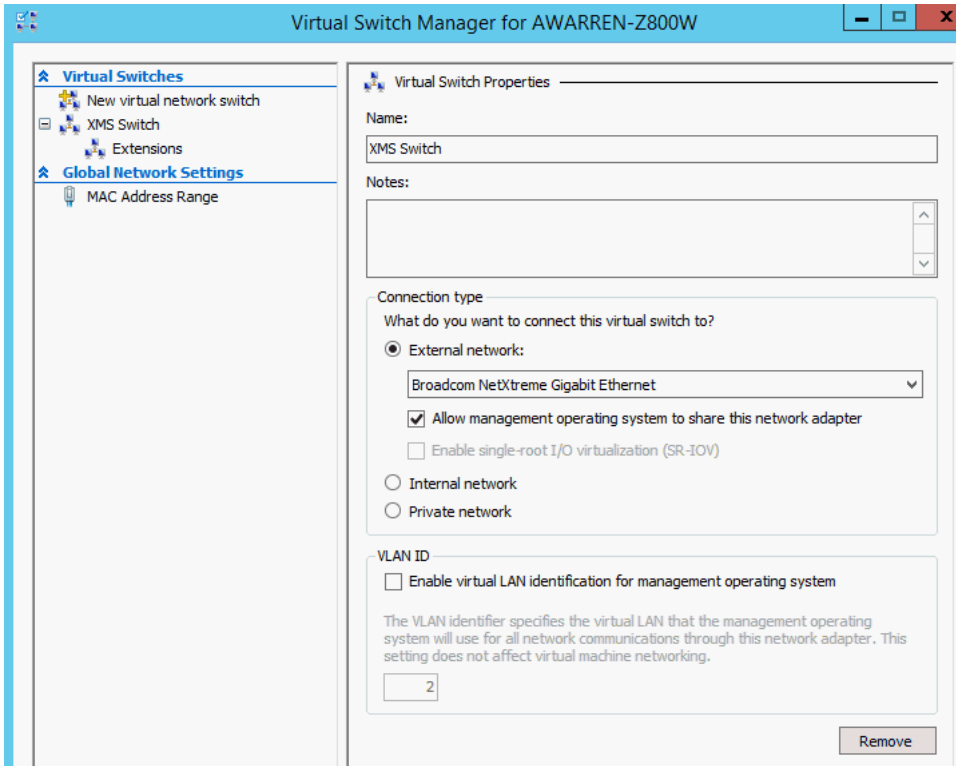 Virtual Switch Manager for AWARREN-Z800W
Virtual Switches
New virtual network switch
XMS Switch
Extensions
Global Network Settings
MAC Address Range
Virtual Switch Properties
Name:
XMS Switch
Notes:
Connection type
What do you want to connect this virtual switch to?
External network:
Broadcom NetXtreme Gigabit Ethernet
Allow management operating system to share this network adapter
Enable single-root I/O virtualization (SR-IOV)
Internal network
Private network
VLAN ID
Enable virtual LAN identification for management operating system
The VLAN identifier specifies the virtual LAN that the management operating
system will use for all network communications through this network adapter. This
setting does not affect virtual machine networking.
2
Remove